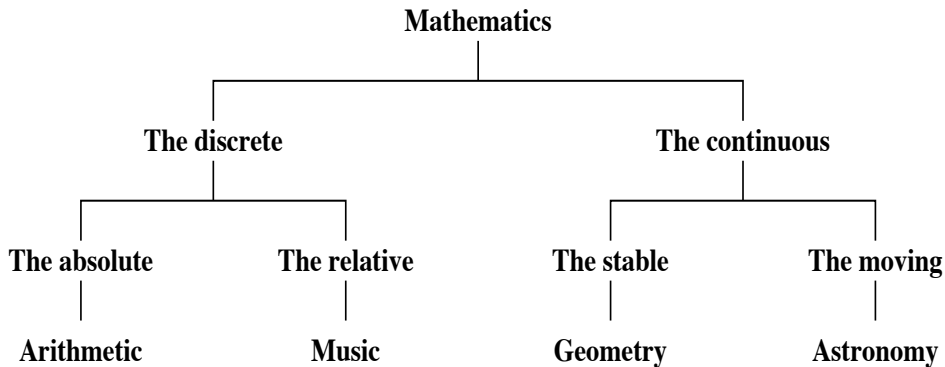 Mathematics
The discrete The continuous
The absolute The relative The stable The moving
Arithmetic Music Geometry Astronomy